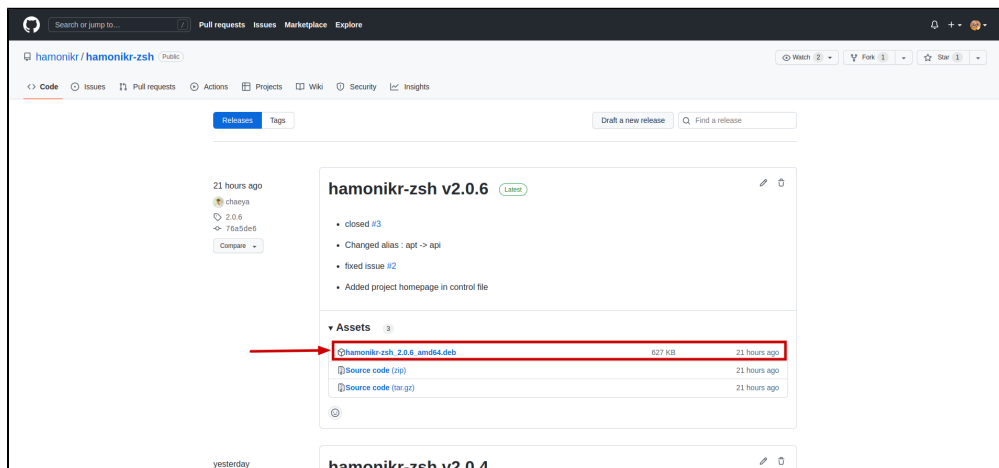 Search or jump to... / Pull requests Issues Marketplace Explore
hamonikr / hamonikr-zsh Public Watch 2 Fork 1 Star 1
Code Issues Pull requests Actions Projects Wiki Security Insights
Releases Tags Draft a new release Find a release
21 hours ago
chaeya
2.0.6
76a5de6
Compare
hamonikr-zsh v2.0.6 Latest
• closed #3
• Changed alias : apt -> api
• fixed issue #2
• Added project homepage in control file
Assets 3
hamonikr-zsh_2.0.6_amd64.deb 627 KB 21 hours ago
Source code (zip) 21 hours ago
Source code (tar.gz) 21 hours ago
yesterday
hamonikr-zsh v2.0.4